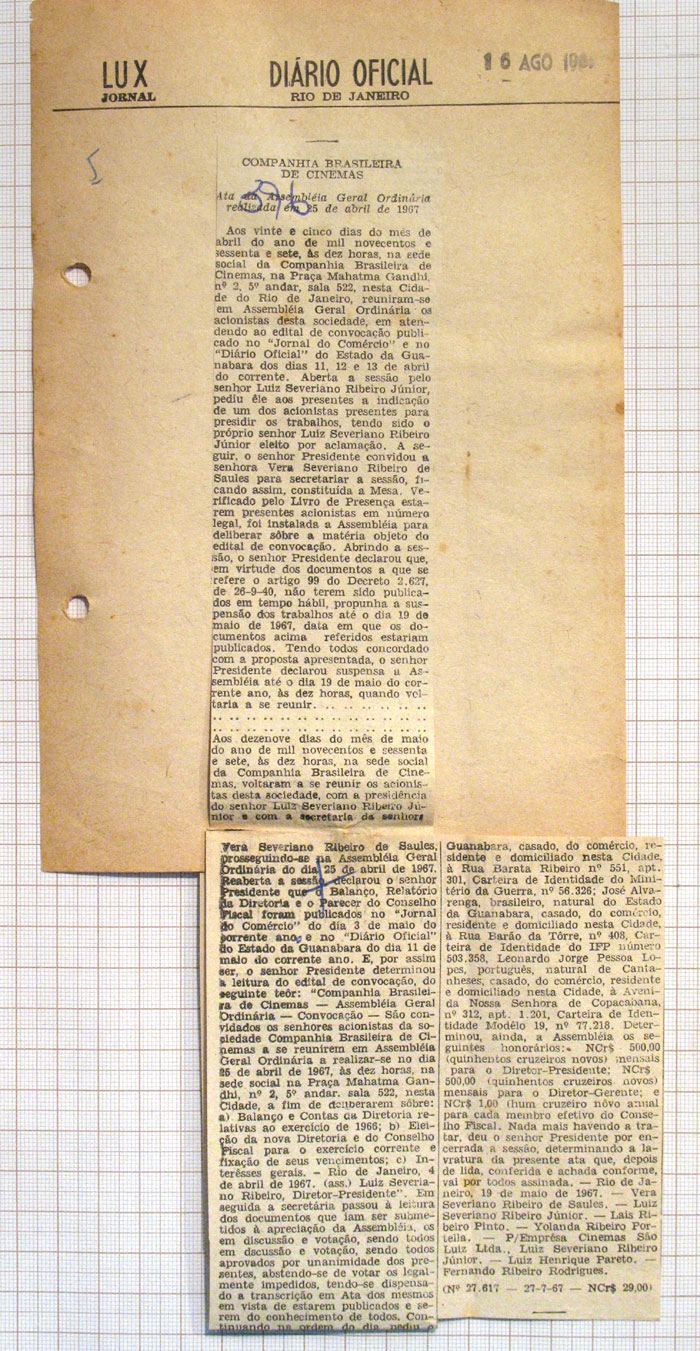 LUX
JORNAL
DIÁRIO OFICIAL
RIO DE JANEIRO
16 AGO
COMPANHIA BRASILEIRA
DE CINEMAS
Ata da Assembléia Geral Ordinária
realizada em 25 de abril de 1967
Aos vinte e cinco dias do mês de
abril do ano de mil novecentos e
sessenta e sete, às dez horas, na sede
social da Companhia Brasileira de
Cinemas, na Praça Mahatma Gandhi,
nº 2, 5º andar, sala 522, nesta Cida-
de do Rio de Janeiro, reuniram-se
em Assembléia Geral Ordinária os
acionistas desta sociedade, em aten-
dendo ao edital de convocação publi-
cado no "Jornal do Comércio" e no
"Diário Oficial" do Estado da Gua-
nabara dos dias 11, 12 e 13 de abril
do corrente. Aberta a sessão pelo
senhor Luiz Severiano Ribeiro Júnior,
pediu êle aos presentes a indicação
de um dos acionistas presentes para
presidir os trabalhos, tendo sido o
próprio senhor Luiz Severiano Ribeiro
Júnior eleito por aclamação. A se-
guir, o senhor Presidente convidou a
senhora Vera Severiano Ribeiro de
Saules para secretariar a sessão, fi-
cando assim, constituída a Mesa. Ve-
rificado pelo Livro de Presença esta-
rem presentes acionistas em número
legal, foi instalada a Assembléia para
deliberar sôbre a matéria objeto do
edital de convocação. Abrindo a ses-
são, o senhor Presidente declarou que,
em virtude dos documentos a que se
refere o artigo 99 do Decreto 2.627,
de 26-9-40, não terem sido publica-
dos em tempo hábil, propunha a sus-
pensão dos trabalhos até o dia 19 de
maio de 1967, data em que os do-
cumentos acima referidos estariam
publicados. Tendo todos concordado
com a proposta apresentada, o senhor
Presidente declarou suspensa a As-
sembléia até o dia 19 de maio do cor-
rente ano, às dez horas, quando vol-
taria a se reunir. .. .. .. .. .. .. ..
.. .. .. .. .. .. .. .. .. .. .. .. ..
.. .. .. .. .. .. .. .. .. .. .. .. ..
Aos dezenove dias do mês de maio
do ano de mil novecentos e sessenta
e sete, às dez horas, na sede social
da Companhia Brasileira de Cine-
mas, voltaram a se reunir os acionis-
tas desta sociedade, com a presidência
do senhor Luiz Severiano Ribeiro Jú-
nior e com a secretaria da senhora
Vera Severiano Ribeiro de Saules,
prosseguindo-se na Assembléia Geral
Ordinária do dia 25 de abril de 1967.
Reaberta a sessão declarou o senhor
Presidente que o Balanço, Relatório
da Diretoria e o Parecer do Conselho
Fiscal foram publicados no "Jornal
do Comércio" do dia 3 de maio do
corrente ano, e no "Diário Oficial"
do Estado da Guanabara do dia 11 de
maio do corrente ano. E, por assim
ser, o senhor Presidente determinou
a leitura do edital de convocação, do
seguinte teôr: "Companhia Brasilei-
ra de Cinemas — Assembléia Geral
Ordinária — Convocação — São con-
vidados os senhores acionistas da so-
ciedade Companhia Brasileira de Ci-
nemas a se reunirem em Assembléia
Geral Ordinária a realizar-se no dia
25 de abril de 1967, às dez horas, na
sede social na Praça Mahatma Gan-
dhi, nº 2, 5º andar. sala 522, nesta
Cidade, a fim de deliberarem sôbre:
a) Balanço e Contas da Diretoria re-
lativas ao exercício de 1966; b) Elei-
ção da nova Diretoria e do Conselho
Fiscal para o exercício corrente e
fixação de seus vencimentos; c) In-
terêsses gerais. — Rio de Janeiro, 4
de abril de 1967. (ass.) Luiz Severia-
no Ribeiro, Diretor-Presidente". Em
seguida a secretária passou à leitura
dos documentos que iam ser subme-
tidos à apreciação da Assembléia, os
em discussão e votação, sendo todos
em dscussão e votação, sendo todos
aprovados por unanimidade dos pre-
sentes, abstendo-se de votar os legal-
mente impedidos, tendo-se dispensa-
do a transcrição em Ata dos mesmos
em vista de estarem publicados e se-
rem do conhecimento de todos. Con-
tinuando na ordem do dia pediu o
Guanabara, casado, do comércio, re-
sidente e domiciliado nesta Cidade,
à Rua Barata Ribeiro nº 551, apt.
301, Carteira de Identidade do Minis-
tério da Guerra, nº 56.326; José Alva-
renga, brasileiro, natural do Estado
da Guanabara, casado, do comércio,
residente e domiciliado nesta Cidade,
à Rua Barão da Tôrre, nº 408, Car-
teira de Identidade do IFP número
503.358, Leonardo Jorge Pessoa Lo-
pes, português, natural de Canta-
nheses, casado, do comércio, residente
e domiciliado nesta Cidade, à Aveni-
da Nossa Senhora de Copacabana,
nº 312, apt. 1.201, Carteira de Iden-
tidade Modêlo 19, nº 77.218. Deter-
minou, ainda, a Assembléia os se-
guintes honorários:- NCr$ 500,00
(quinhentos cruzeiros novos) mensais
para o Diretor-Presidente; NCR$
500,00 (quinhentos cruzeiros novos)
mensais para o Diretor-Gerente; e
NCr$ 1,00 (hum cruzeiro nôvo anual
para cada membro efetivo do Conse-
lho Fiscal. Nada mais havendo a tra-
tar, deu o senhor Presidente por en-
cerrada a sessão, determinando a la-
vratura da presente ata que, depois
de lida, conferida e achada conforme,
vai por todos assinada. — Rio de Ja-
neiro, 19 de maio de 1967. — Vera
Severiano Ribeiro de Saules. — Luiz
Severiano Ribeiro Júnior. — Lais Ri-
beiro Pinto. — Yolanda Ribeiro Por-
tella. — P/Emprêsa Cinemas São
Luiz Ltda., Luiz Severiano Ribeiro
Júnior. — Luiz Henrique Pareto. —
Fernando Ribeiro Rodrigues.
(Nº 27.617 — 27-7-67 — NCr$ 29,00)